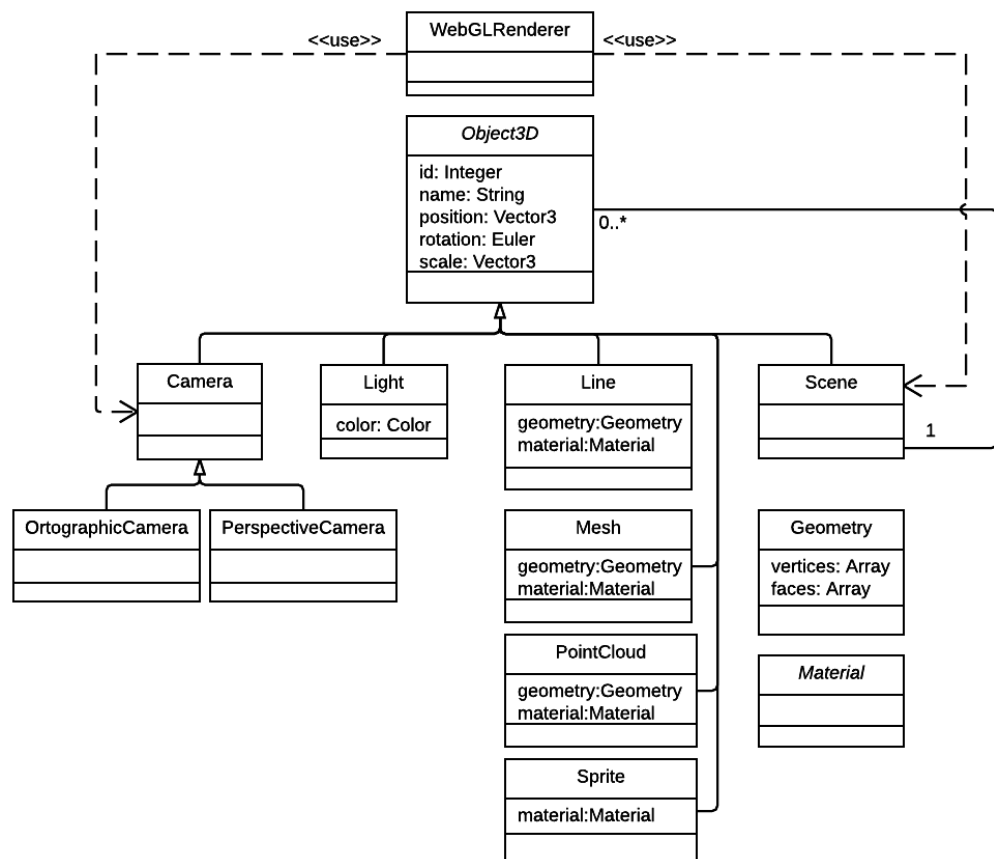 WebGLRenderer
<<use>>
<<use>>
Object3D
id: Integer
name: String
position: Vector3
rotation: Euler
scale: Vector3
0..*
Camera
Light
color: Color
Line
geometry:Geometry
material:Material
Scene
1
OrtographicCamera
PerspectiveCamera
Mesh
geometry:Geometry
material:Material
Geometry
vertices: Array
faces: Array
PointCloud
geometry:Geometry
material:Material
Material
Sprite
material:Material